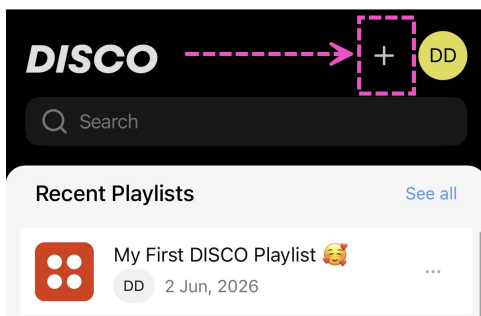 DISCO
+
DD
Search
Recent Playlists
See all
My First DISCO Playlist 🥰
DD
2 Jun, 2026
...